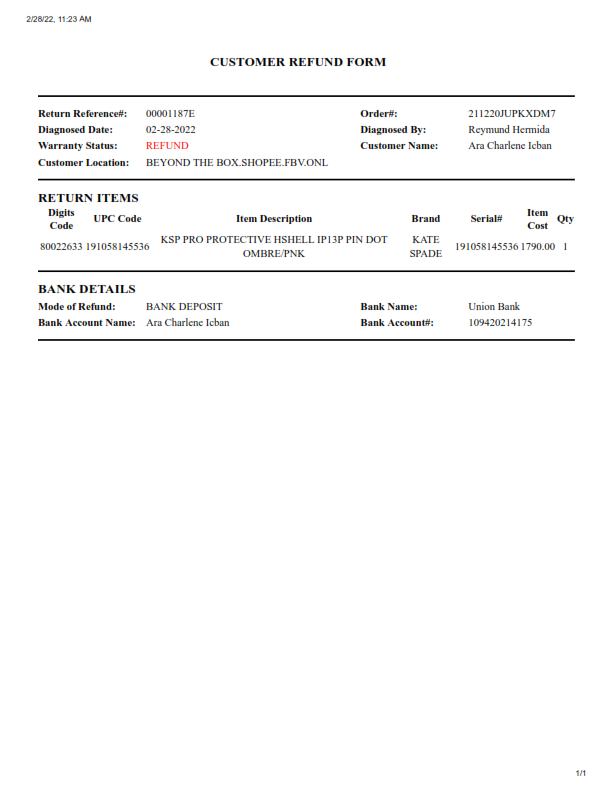 2/28/22, 11:23 AM
CUSTOMER REFUND FORM
Return Reference#: 00001187E Order#: 211220JUPKXDM7
Diagnosed Date: 02-28-2022 Diagnosed By: Reymund Hermida
Warranty Status: REFUND Customer Name: Ara Charlene Icban
Customer Location: BEYOND THE BOX.SHOPEE.FBV.ONL
RETURN ITEMS
Digits Code UPC Code Item Description Brand Serial# Item Cost Qty
80022633 191058145536 KSP PRO PROTECTIVE HSHELL IP13P PIN DOT OMBRE/PNK KATE SPADE 191058145536 1790.00 1
BANK DETAILS
Mode of Refund: BANK DEPOSIT Bank Name: Union Bank
Bank Account Name: Ara Charlene Icban Bank Account#: 109420214175
1/1